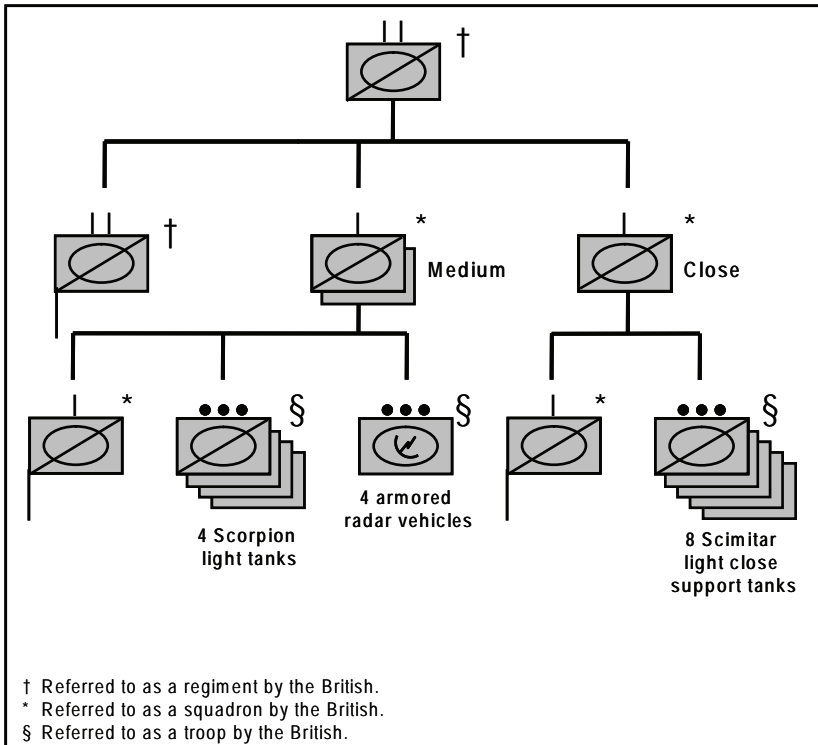 †
†
*
Medium
*
Close
*
§
4 Scorpion
light tanks
§
4 armored
radar vehicles
*
§
8 Scimitar
light close
support tanks
† Referred to as a regiment by the British.
* Referred to as a squadron by the British.
§ Referred to as a troop by the British.